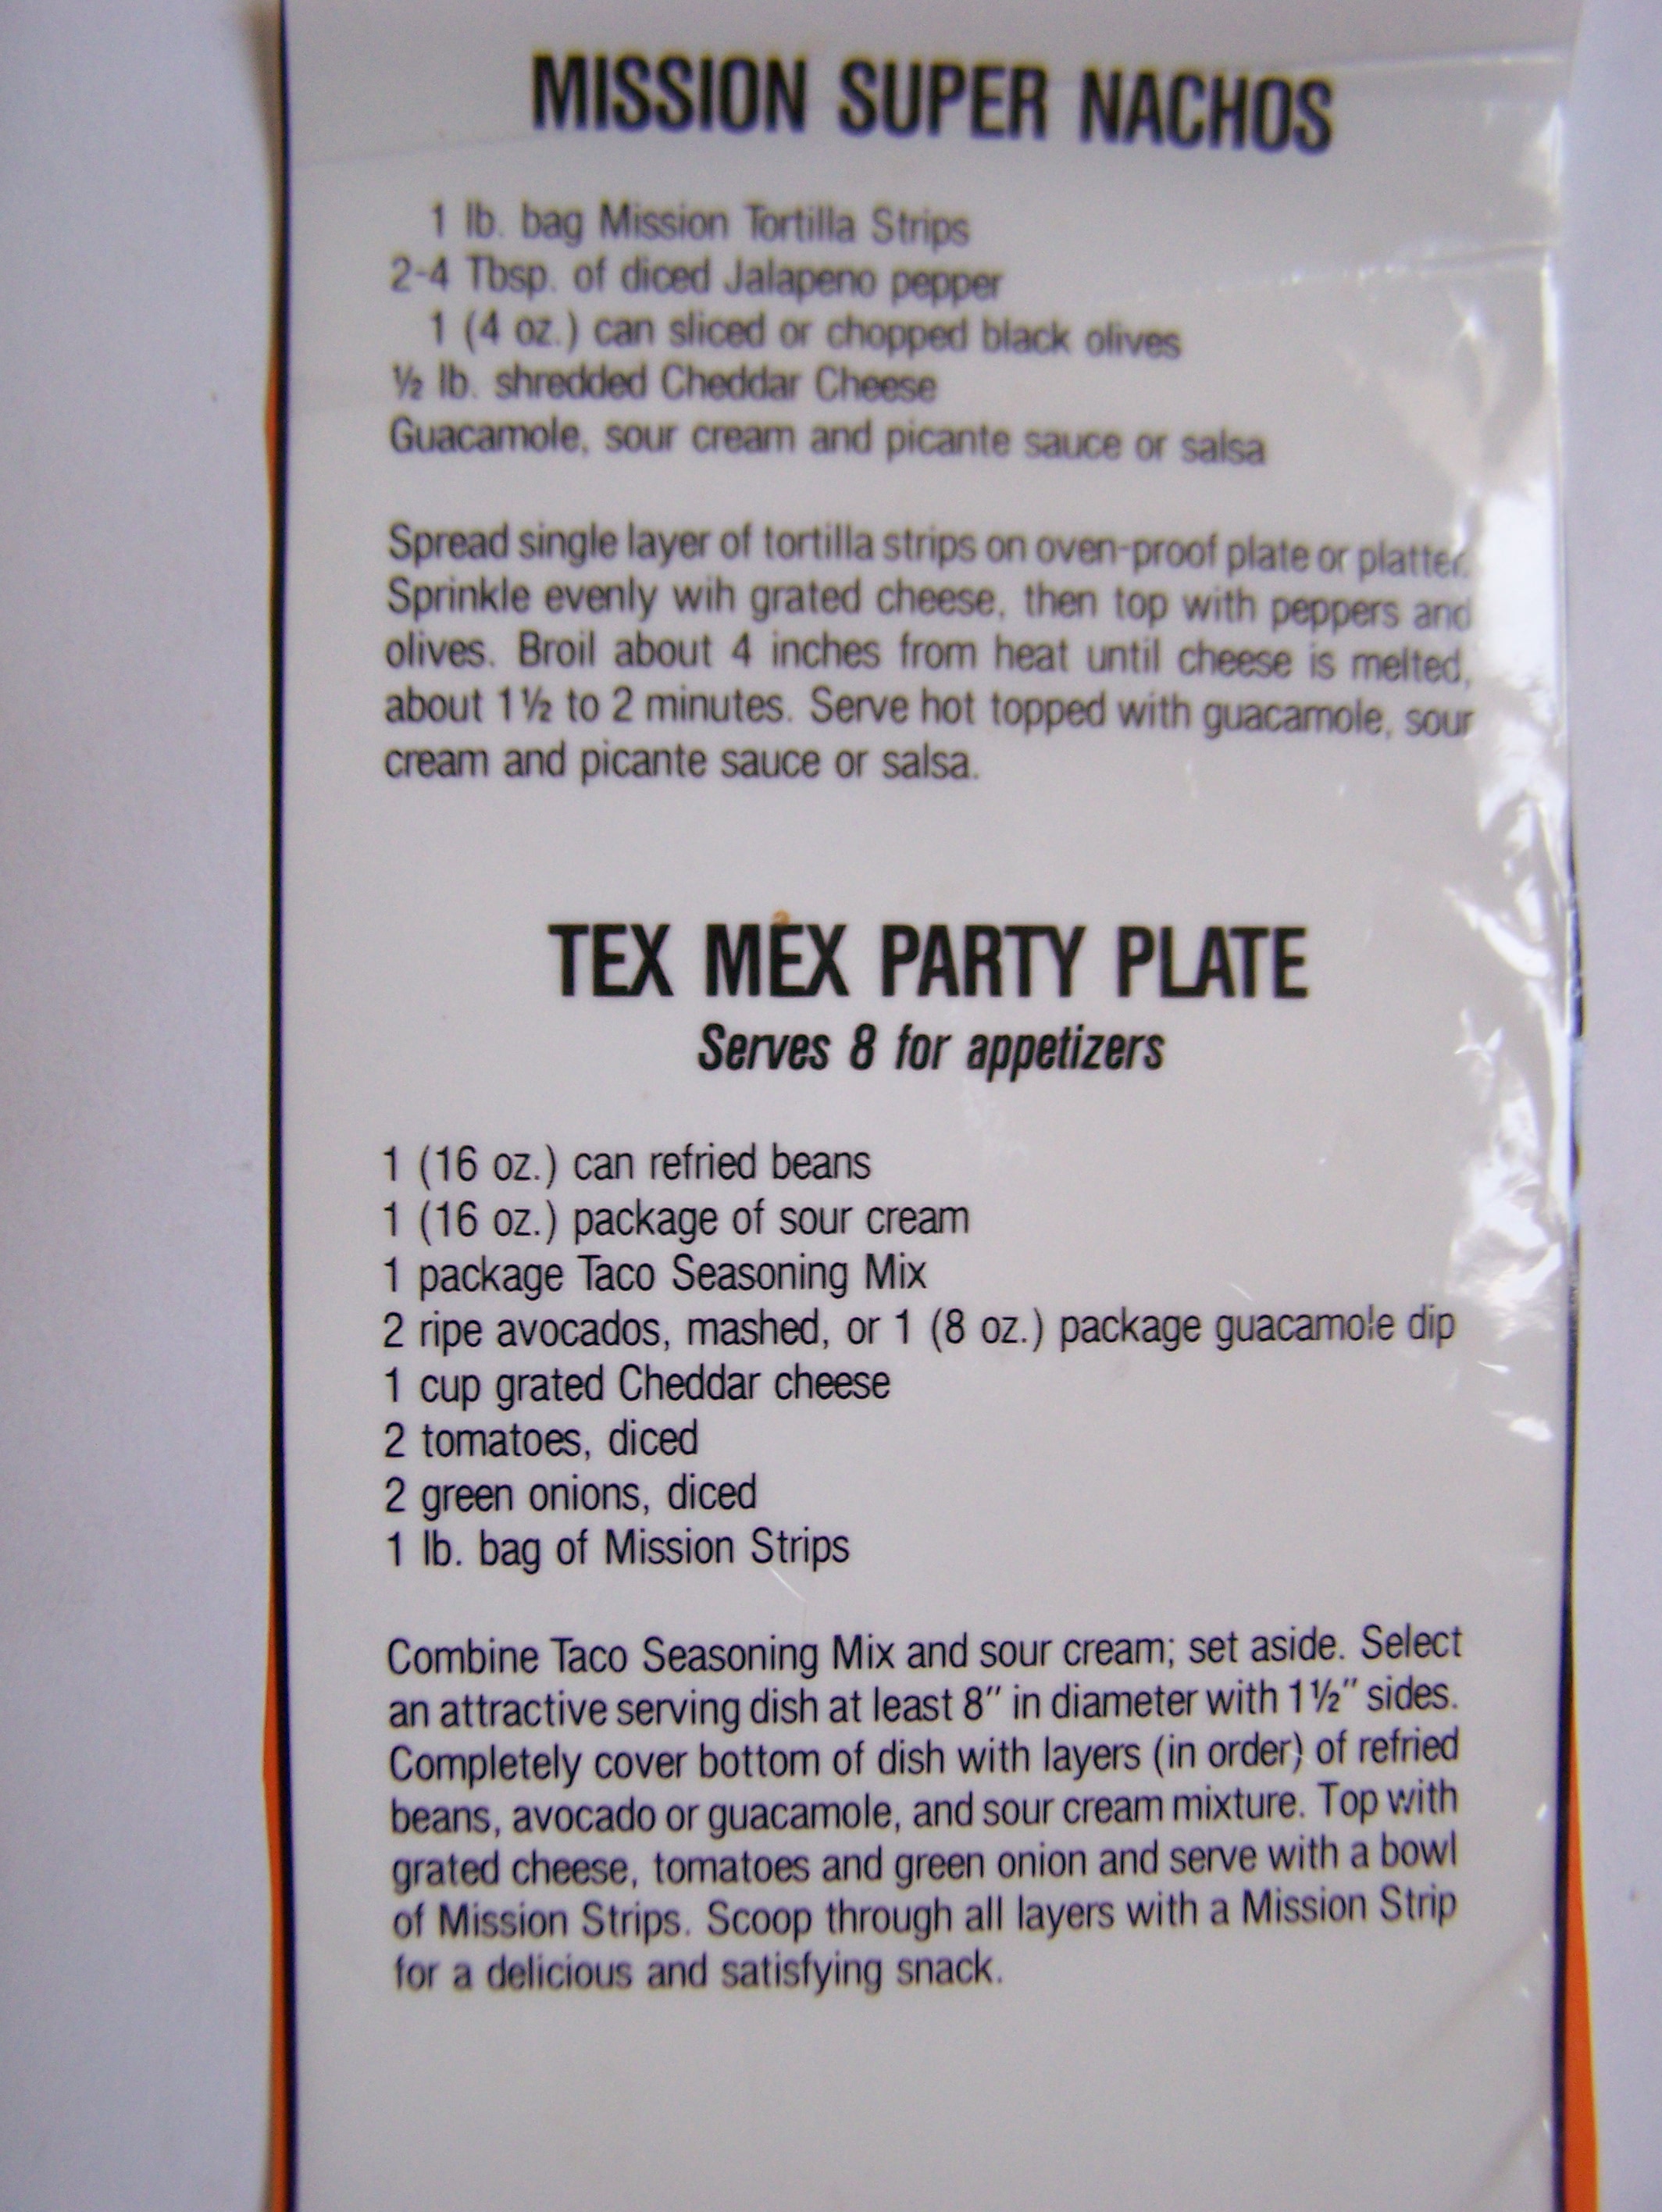 MISSION SUPER NACHOS
1 lb. bag Mission Tortilla Strips
2-4 Tbsp. of diced Jalapeno pepper
1 (4 oz.) can sliced or chopped black olives
½ lb. shredded Cheddar Cheese
Guacamole, sour cream and picante sauce or salsa
Spread single layer of tortilla strips on oven-proof plate or platter.
Sprinkle evenly wih grated cheese, then top with peppers and
olives. Broil about 4 inches from heat until cheese is melted,
about 1½ to 2 minutes. Serve hot topped with guacamole, sour
cream and picante sauce or salsa.
TEX MEX PARTY PLATE
Serves 8 for appetizers
1 (16 oz.) can refried beans
1 (16 oz.) package of sour cream
1 package Taco Seasoning Mix
2 ripe avocados, mashed, or 1 (8 oz.) package guacamole dip
1 cup grated Cheddar cheese
2 tomatoes, diced
2 green onions, diced
1 lb. bag of Mission Strips
Combine Taco Seasoning Mix and sour cream; set aside. Select
an attractive serving dish at least 8″ in diameter with 1½″ sides.
Completely cover bottom of dish with layers (in order) of refried
beans, avocado or guacamole, and sour cream mixture. Top with
grated cheese, tomatoes and green onion and serve with a bowl
of Mission Strips. Scoop through all layers with a Mission Strip
for a delicious and satisfying snack.